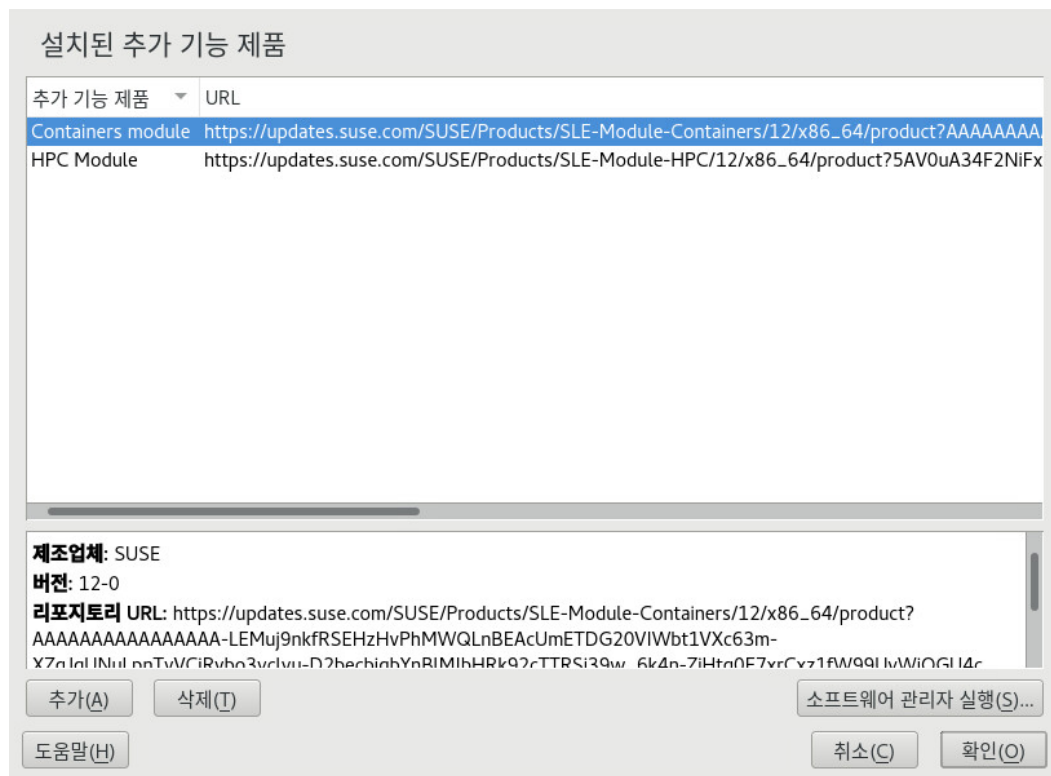 설치된 추가 기능 제품
추가 기능 제품 URL
Containers module https://updates.suse.com/SUSE/Products/SLE-Module-Containers/12/x86_64/product?AAAAAAAA
HPC Module https://updates.suse.com/SUSE/Products/SLE-Module-HPC/12/x86_64/product?5AV0uA34F2NiFx
제조업체: SUSE
버전: 12-0
리포지토리 URL: https://updates.suse.com/SUSE/Products/SLE-Module-Containers/12/x86_64/product?
AAAAAAAAAAAAAAAA-LEMuj9nkfRSEHzHvPhMWQLnBEAcUmETDG20VIWbt1VXc63m-
추가(A) 삭제(T) 소프트웨어 관리자 실행(S)...
도움말(H) 취소(C) 확인(O)